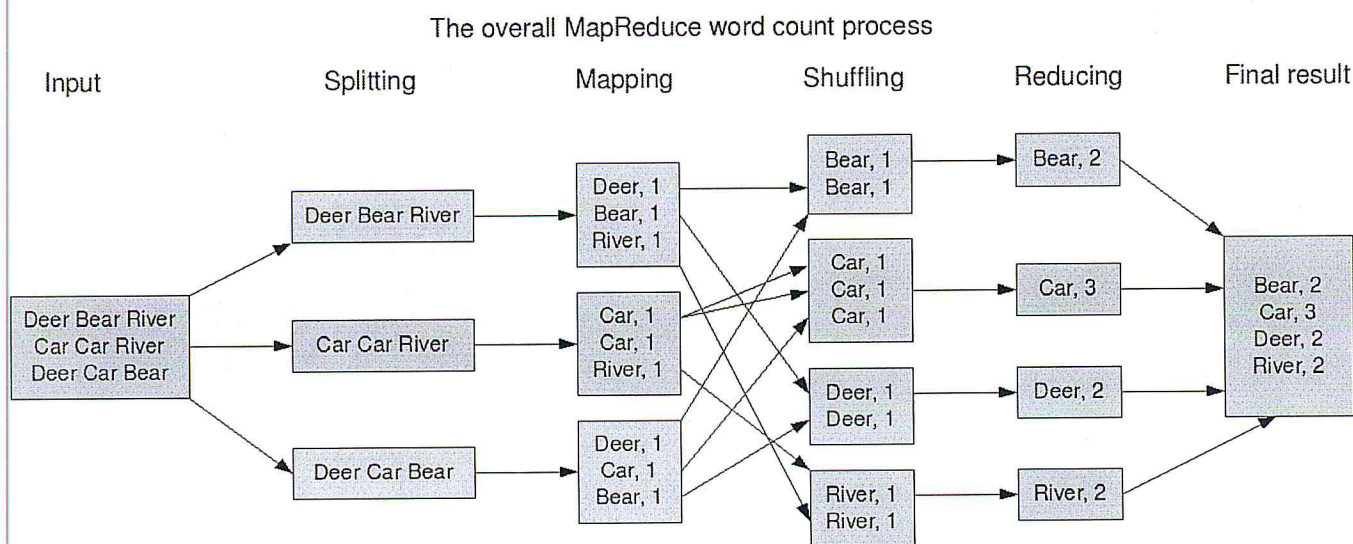 The overall MapReduce word count process
Input
Splitting
Mapping
Shuffling
Reducing
Final result
Deer Bear River
Car Car River
Deer Car Bear
Deer Bear River
Car Car River
Deer Car Bear
Deer, 1
Bear, 1
River, 1
Car, 1
Car, 1
River, 1
Deer, 1
Car, 1
Bear, 1
Bear, 1
Bear, 1
Car, 1
Car, 1
Car, 1
Deer, 1
Deer, 1
River, 1
River, 1
Bear, 2
Car, 3
Deer, 2
River, 2
Bear, 2
Car, 3
Deer, 2
River, 2